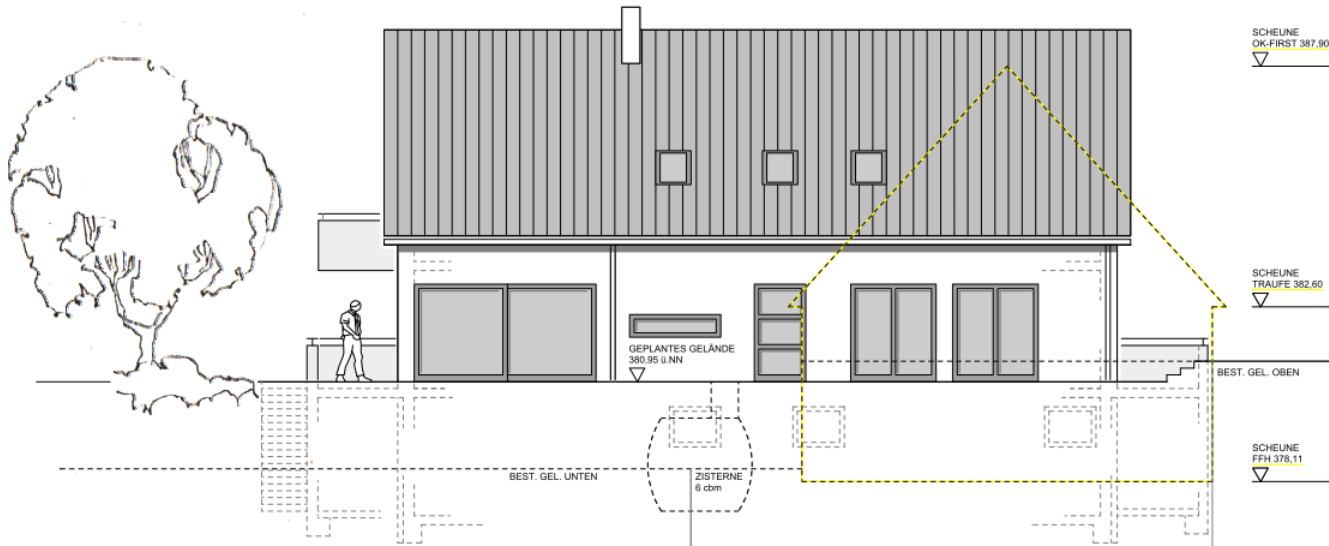 SCHEUNE
OK-FIRST 387,90
SCHEUNE
TRAUFE 382,60
GEPLANTES GELÄNDE
380,95 ü.NN
BEST. GEL. OBEN
SCHEUNE
FFH 378,11
BEST. GEL. UNTEN
ZISTERNE
6 cbm